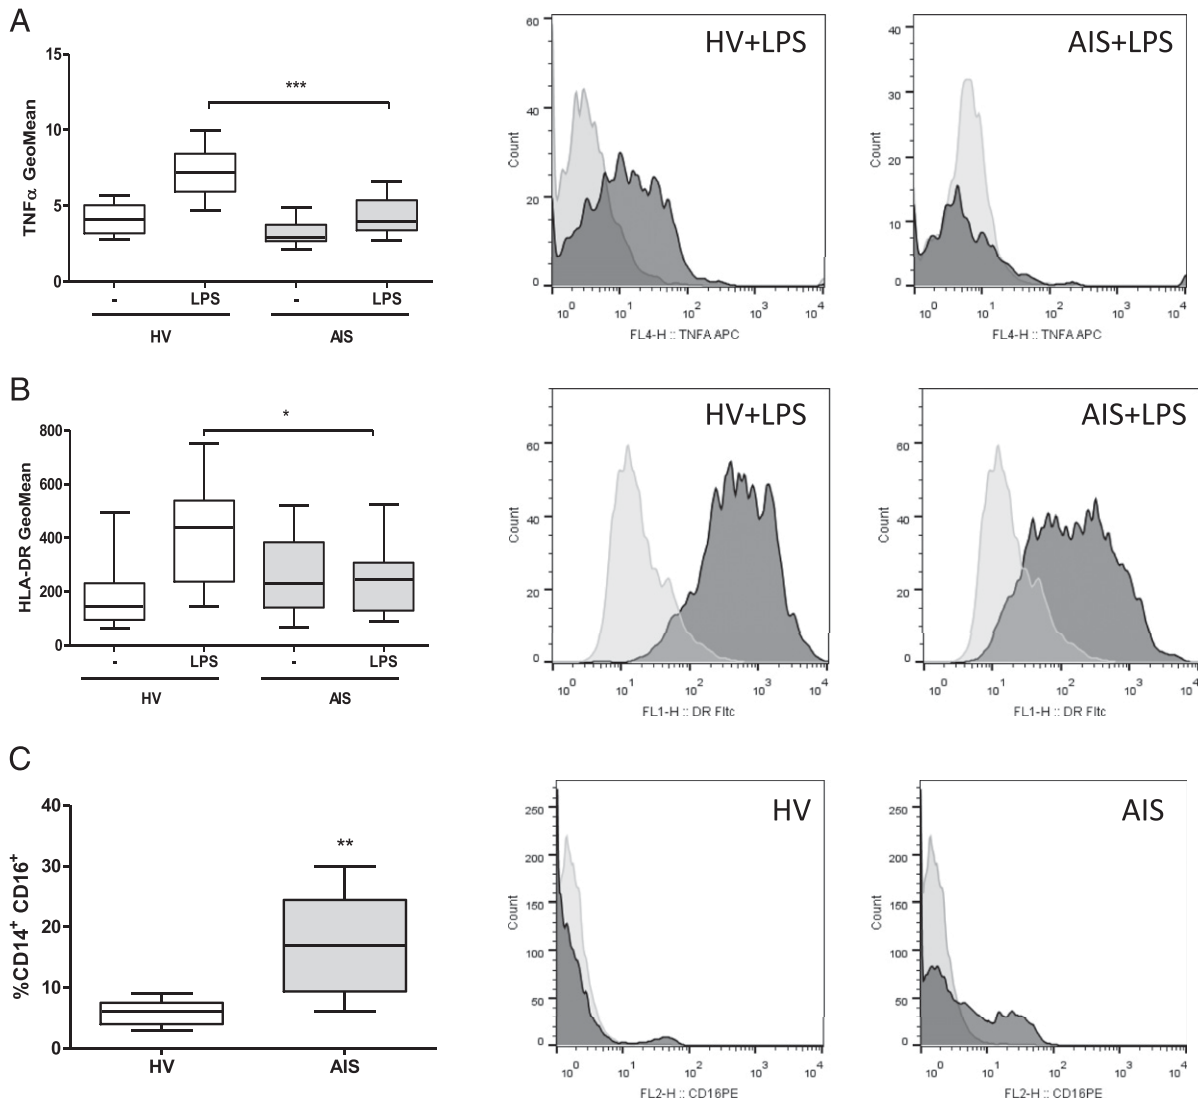 A
TNFα GeoMean
15
10
5
0
***
- LPS - LPS
HV AIS
HV+LPS
Count
60
40
20
0
10^0 10^1 10^2 10^3 10^4
FL4-H :: TNFA APC
AIS+LPS
Count
40
30
20
10
0
10^0 10^1 10^2 10^3 10^4
FL4-H :: TNFA APC
B
HLA-DR GeoMean
800
600
400
200
0
*
- LPS - LPS
HV AIS
HV+LPS
Count
60
40
20
0
10^0 10^1 10^2 10^3 10^4
FL1-H :: DR FItc
AIS+LPS
Count
60
40
20
0
10^0 10^1 10^2 10^3 10^4
FL1-H :: DR FItc
C
%CD14+ CD16+
40
30
20
10
0
**
HV AIS
HV
Count
250
200
150
100
50
0
10^0 10^1 10^2 10^3 10^4
FL2-H :: CD16PE
AIS
Count
250
200
150
100
50
0
10^0 10^1 10^2 10^3 10^4
FL2-H :: CD16PE